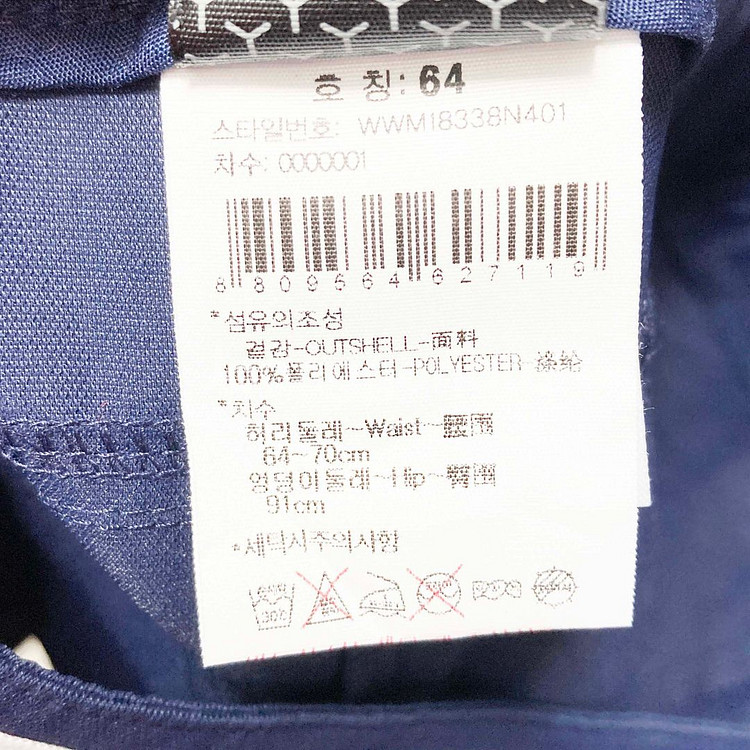 호 칭: 64
스타일번호: WWM18338N401
치수: 0000001
8 809564 627119
*섬유의조성
겉감-OUTSHELL-面料
100%폴리에스터-POLYESTER-涤纶
*치수
허리둘레-Waist-腰围
64~70cm
엉덩이둘레-Hip-臀围
91cm
*세탁시주의사항